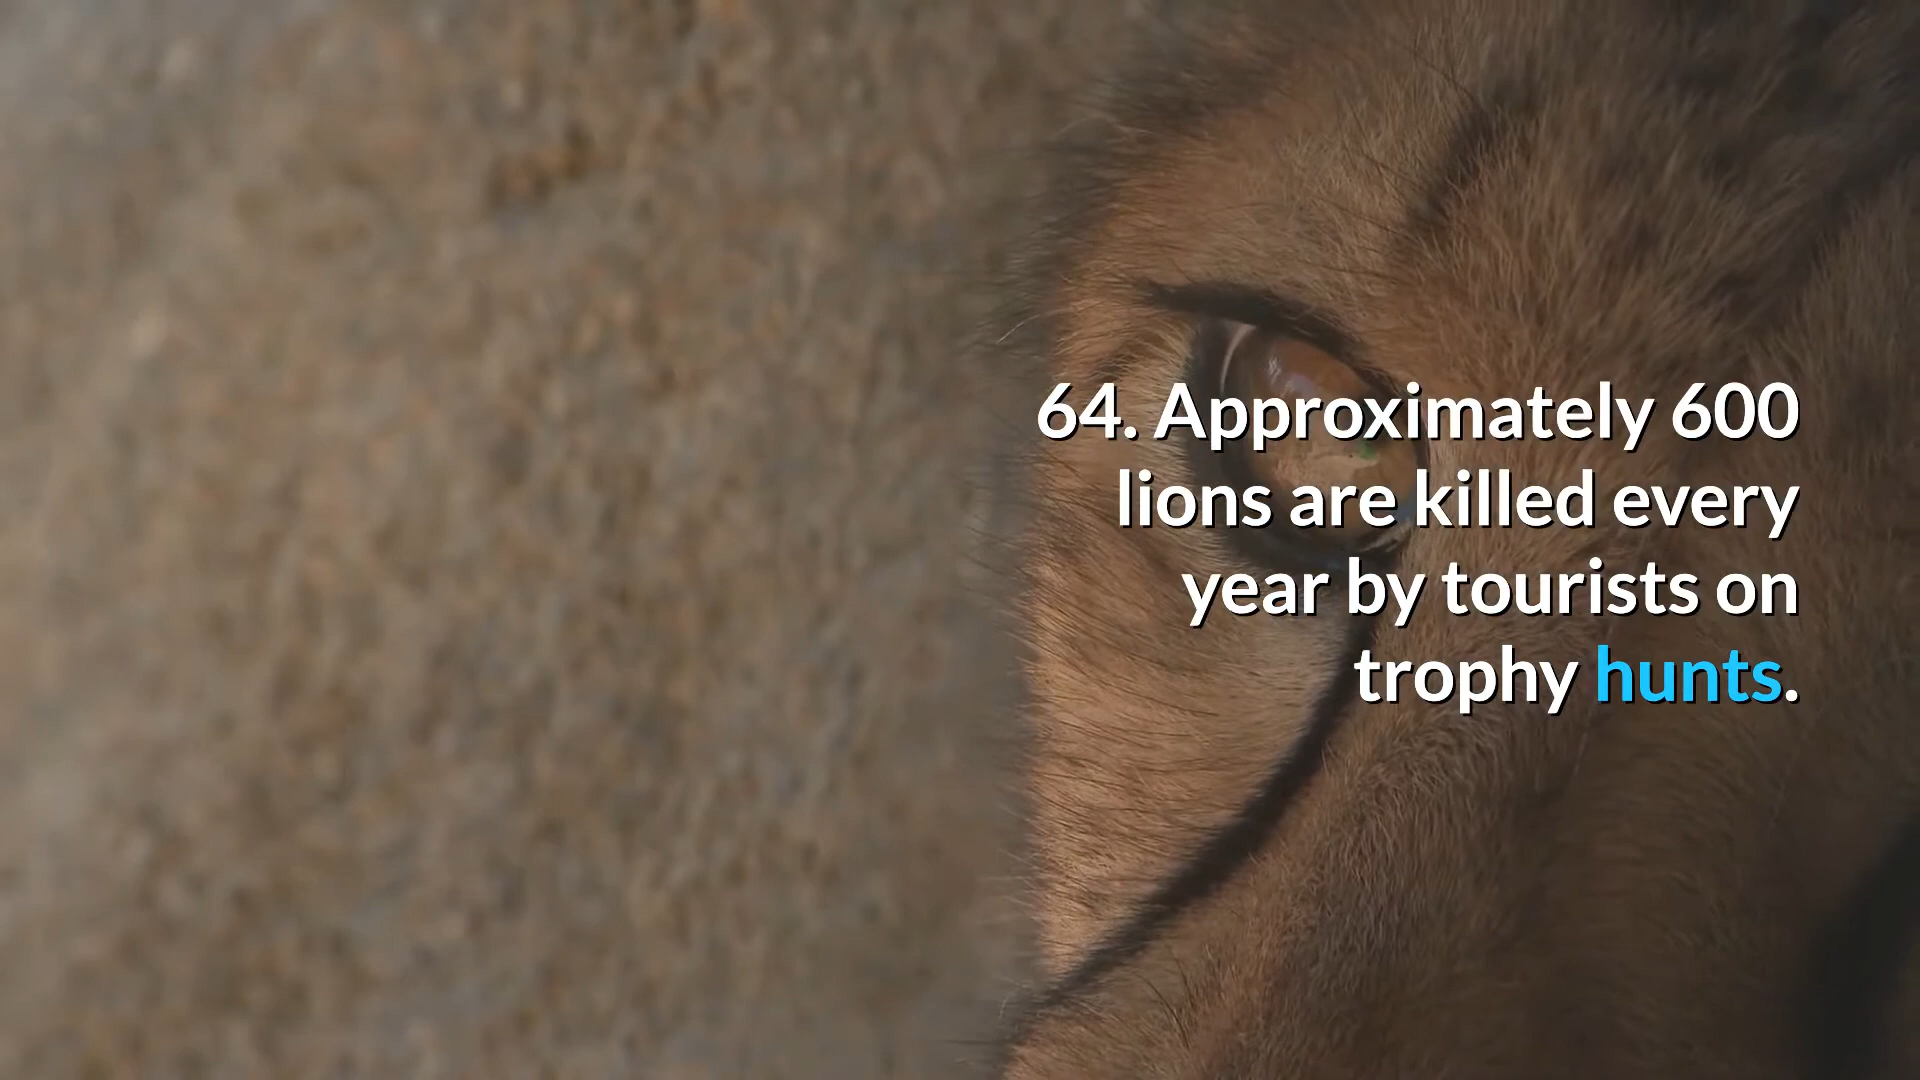 64. Approximately 600
lions are killed every
year by tourists on
trophy hunts.